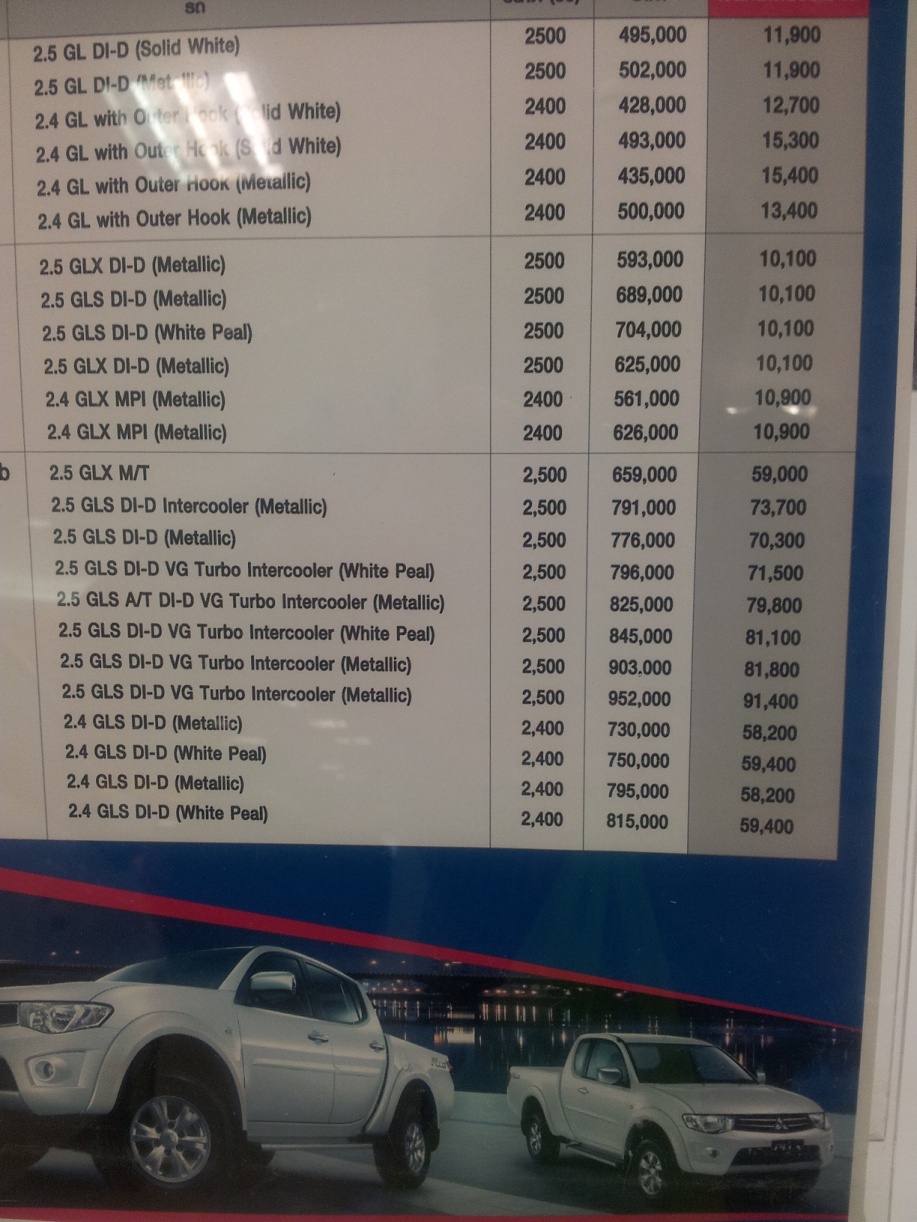 รถ
2.5 GL DI-D (Solid White) 2500 495,000 11,900
2.5 GL DI-D (Metallic) 2500 502,000 11,900
2.4 GL with Outer Hook (Solid White) 2400 428,000 12,700
2.4 GL with Outer Hook (Solid White) 2400 493,000 15,300
2.4 GL with Outer Hook (Metallic) 2400 435,000 15,400
2.4 GL with Outer Hook (Metallic) 2400 500,000 13,400
2.5 GLX DI-D (Metallic) 2500 593,000 10,100
2.5 GLS DI-D (Metallic) 2500 689,000 10,100
2.5 GLS DI-D (White Peal) 2500 704,000 10,100
2.5 GLX DI-D (Metallic) 2500 625,000 10,100
2.4 GLX MPI (Metallic) 2400 561,000 10,900
2.4 GLX MPI (Metallic) 2400 626,000 10,900
b 2.5 GLX M/T 2,500 659,000 59,000
2.5 GLS DI-D Intercooler (Metallic) 2,500 791,000 73,700
2.5 GLS DI-D (Metallic) 2,500 776,000 70,300
2.5 GLS DI-D VG Turbo Intercooler (White Peal) 2,500 796,000 71,500
2.5 GLS A/T DI-D VG Turbo Intercooler (Metallic) 2,500 825,000 79,800
2.5 GLS DI-D VG Turbo Intercooler (White Peal) 2,500 845,000 81,100
2.5 GLS DI-D VG Turbo Intercooler (Metallic) 2,500 903,000 81,800
2.5 GLS DI-D VG Turbo Intercooler (Metallic) 2,500 952,000 91,400
2.4 GLS DI-D (Metallic) 2,400 730,000 58,200
2.4 GLS DI-D (White Peal) 2,400 750,000 59,400
2.4 GLS DI-D (Metallic) 2,400 795,000 58,200
2.4 GLS DI-D (White Peal) 2,400 815,000 59,400